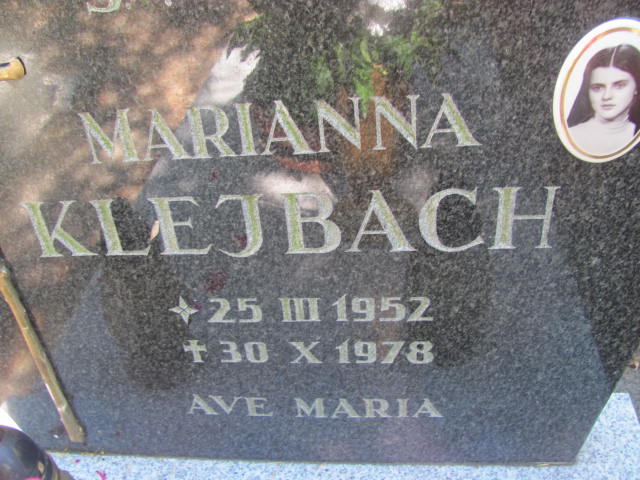 MARIANNA
KLEJBACH
25 III 1952
✝ 30 X 1978
AVE MARIA